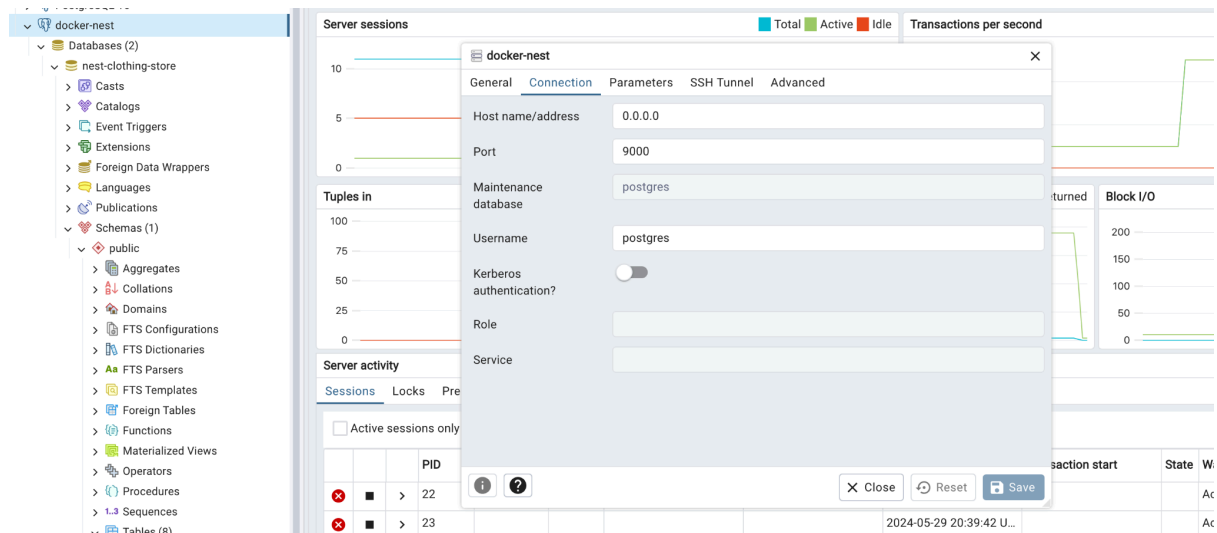 docker-nest
Databases (2)
nest-clothing-store
Casts
Catalogs
Event Triggers
Extensions
Foreign Data Wrappers
Languages
Publications
Schemas (1)
public
Aggregates
Collations
Domains
FTS Configurations
FTS Dictionaries
Aa FTS Parsers
FTS Templates
Foreign Tables
Functions
Materialized Views
Operators
Procedures
1..3 Sequences
Tables (8)
Server sessions
Total Active Idle
10
5
0
Transactions per second
Tuples in
100
75
50
25
0
Block I/O
200
150
100
50
0
Server activity
Sessions Locks
Active sessions only
PID
State
22
23 2024-05-29 20:39:42 U...
docker-nest
General Connection Parameters SSH Tunnel Advanced
Host name/address 0.0.0.0
Port 9000
Maintenance database postgres
Username postgres
Kerberos authentication?
Role
Service
Close Reset Save